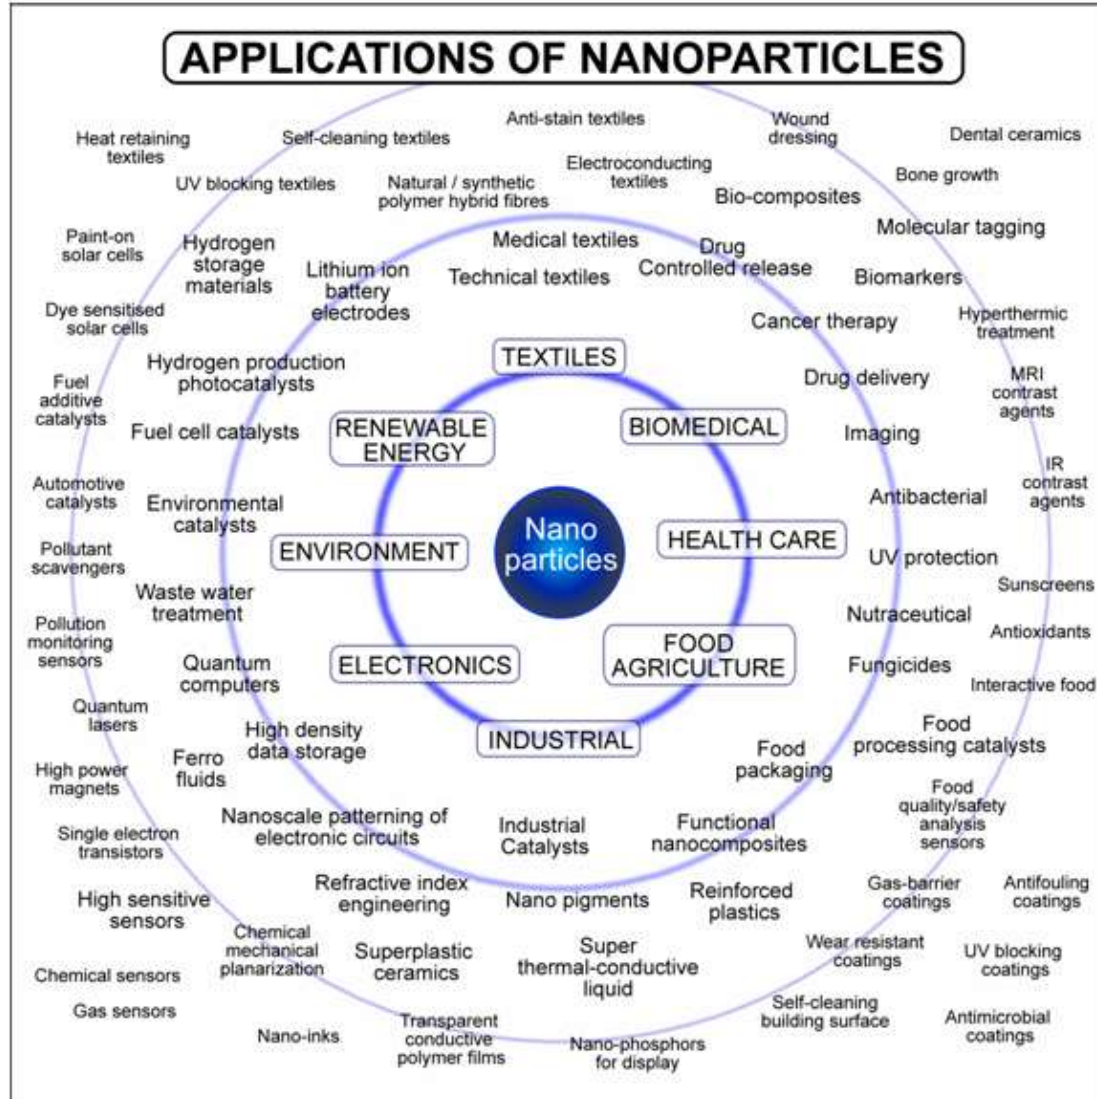 APPLICATIONS OF NANOPARTICLES
Anti-stain textiles
Wound
dressing
Dental ceramics
Heat retaining
textiles
Self-cleaning textiles
Electroconducting
textiles
Bone growth
UV blocking textiles
Natural / synthetic
polymer hybrid fibres
Bio-composites
Molecular tagging
Paint-on
solar cells
Hydrogen
storage
materials
Medical textiles
Drug
Controlled release
Lithium ion
battery
electrodes
Technical textiles
Biomarkers
Dye sensitised
solar cells
Cancer therapy
Hyperthermic
treatment
TEXTILES
Hydrogen production
photocatalysts
Drug delivery
MRI
contrast
agents
Fuel
additive
catalysts
Fuel cell catalysts
RENEWABLE
ENERGY
BIOMEDICAL
Imaging
IR
contrast
agents
Automotive
catalysts
Environmental
catalysts
Antibacterial
Nano
particles
ENVIRONMENT
HEALTH CARE
Pollutant
scavengers
UV protection
Sunscreens
Waste water
treatment
Nutraceutical
Antioxidants
Pollution
monitoring
sensors
Quantum
computers
ELECTRONICS
FOOD
AGRICULTURE
Fungicides
Interactive food
Quantum
lasers
High density
data storage
INDUSTRIAL
Food
processing catalysts
Ferro
fluids
Food
packaging
High power
magnets
Food
quality/safety
analysis
sensors
Nanoscale patterning of
electronic circuits
Industrial
Catalysts
Functional
nanocomposites
Single electron
transistors
High sensitive
sensors
Refractive index
engineering
Nano pigments
Reinforced
plastics
Gas-barrier
coatings
Antifouling
coatings
Chemical
mechanical
planarization
Superplastic
ceramics
Super
thermal-conductive
liquid
Wear resistant
coatings
UV blocking
coatings
Chemical sensors
Gas sensors
Self-cleaning
building surface
Antimicrobial
coatings
Nano-inks
Transparent
conductive
polymer films
Nano-phosphors
for display